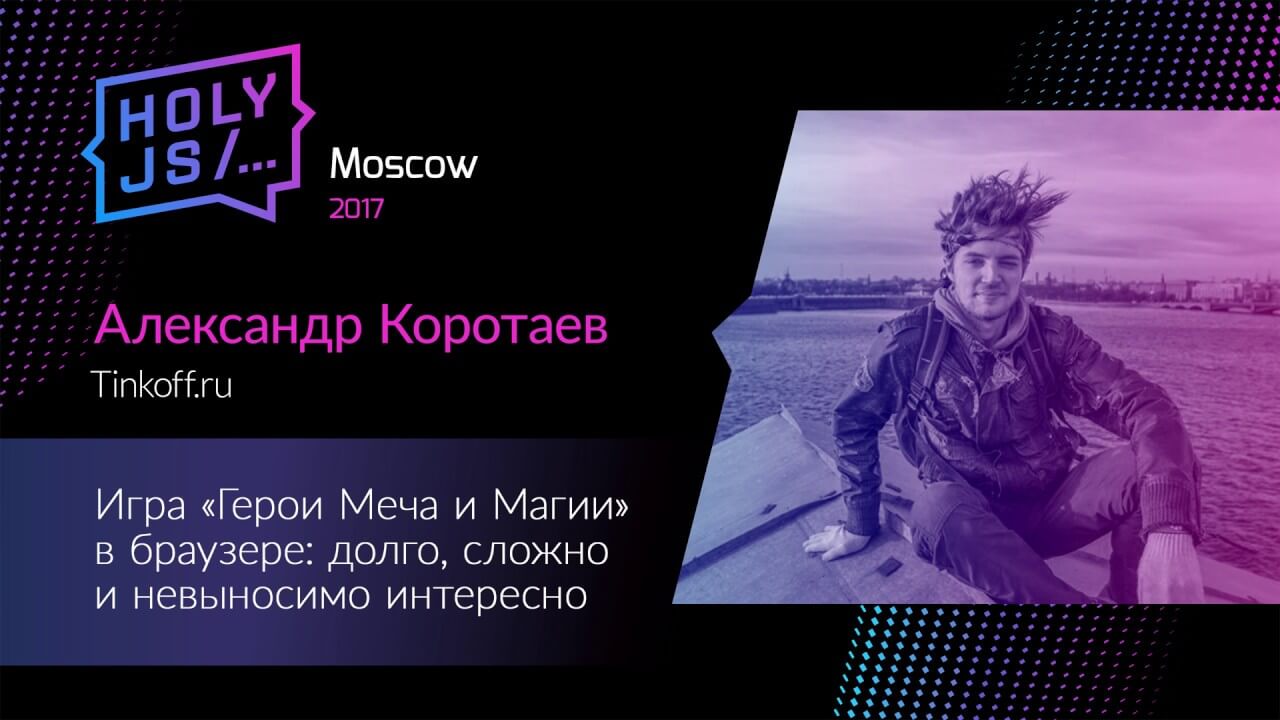 HOLY
JS/...
Moscow
2017
Александр Коротаев
Tinkoff.ru
Игра «Герои Меча и Магии»
в браузере: долго, сложно
и невыносимо интересно